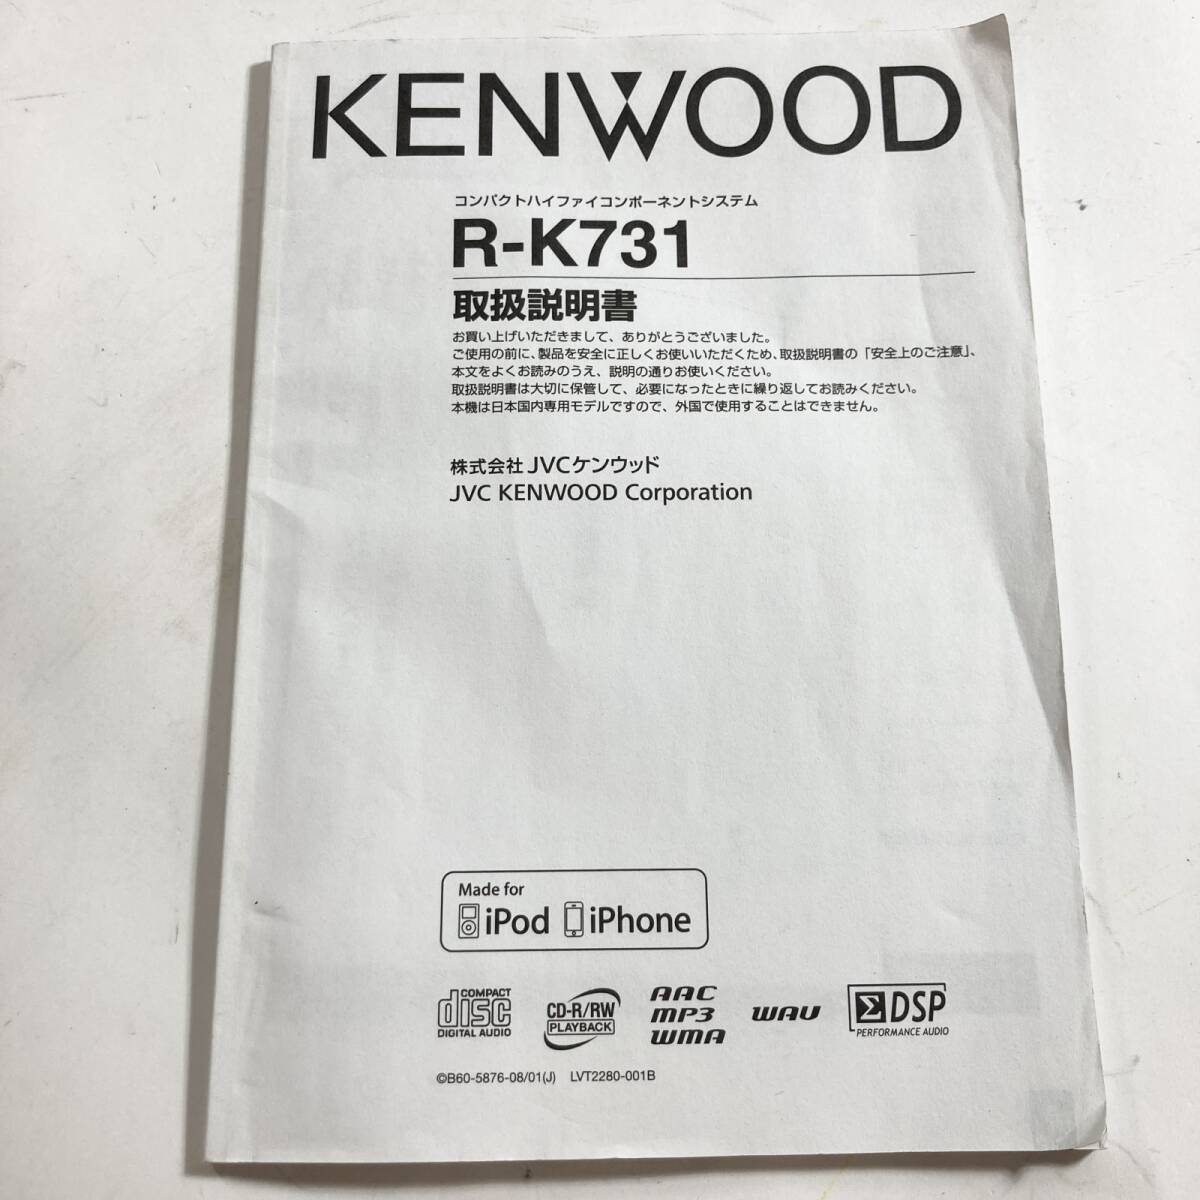 KENWOOD
コンパクトハイファイコンポーネントシステム
R-K731
取扱説明書
お買い上げいただきまして、ありがとうございました。
ご使用の前に、製品を安全に正しくお使いいただくため、取扱説明書の「安全上のご注意」、
本文をよくお読みのうえ、説明の通りお使いください。
取扱説明書は大切に保管して、必要になったときに繰り返してお読みください。
本機は日本国内専用モデルですので、外国で使用することはできません。
株式会社 JVCケンウッド
JVC KENWOOD Corporation
Made for
iPod iPhone
COMPACT
disc
DIGITAL AUDIO
CD-R/RW
PLAYBACK
AAC
MP3
WMA
WAV
Σ DSP
PERFORMANCE AUDIO
©B60-5876-08/01(J) LVT2280-001B